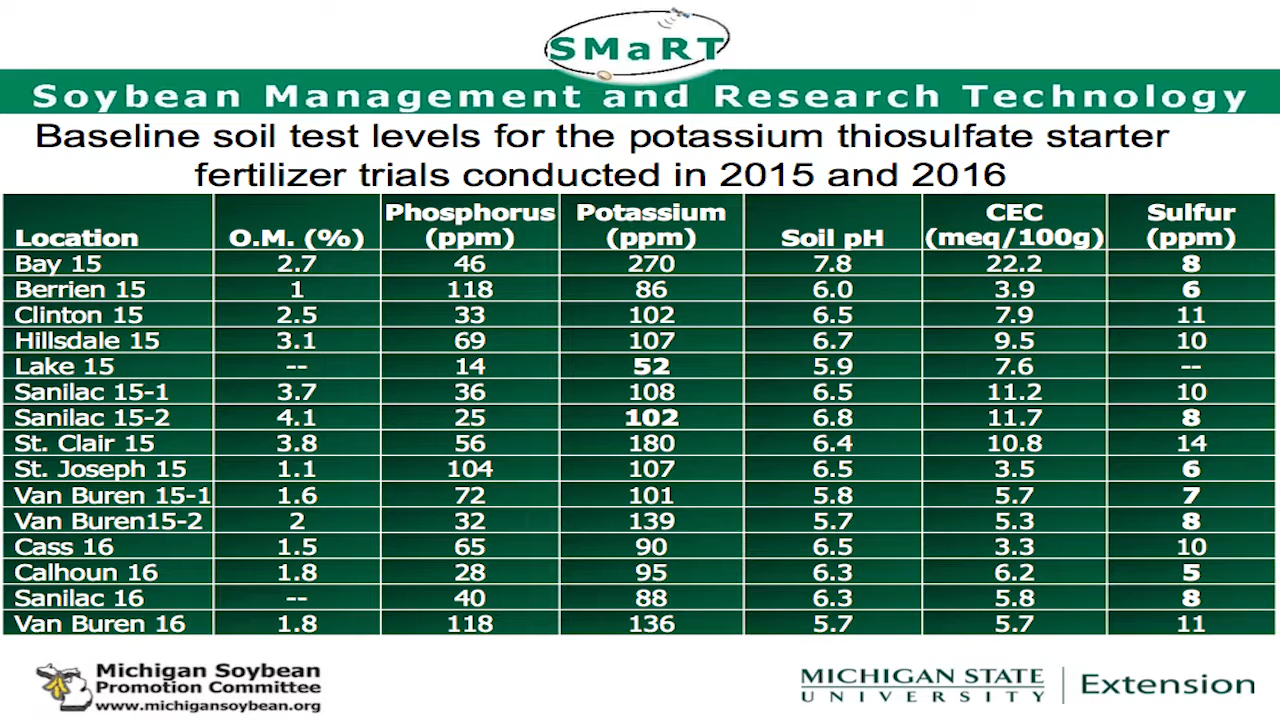 SMaRT
Soybean Management and Research Technology
Baseline soil test levels for the potassium thiosulfate starter
fertilizer trials conducted in 2015 and 2016
Location O.M. (%) Phosphorus (ppm) Potassium (ppm) Soil pH CEC (meq/100g) Sulfur (ppm)
Bay 15 2.7 46 270 7.8 22.2 8
Berrien 15 1 118 86 6.0 3.9 6
Clinton 15 2.5 33 102 6.5 7.9 11
Hillsdale 15 3.1 69 107 6.7 9.5 10
Lake 15 -- 14 52 5.9 7.6 --
Sanilac 15-1 3.7 36 108 6.5 11.2 10
Sanilac 15-2 4.1 25 102 6.8 11.7 8
St. Clair 15 3.8 56 180 6.4 10.8 14
St. Joseph 15 1.1 104 107 6.5 3.5 6
Van Buren 15-1 1.6 72 101 5.8 5.7 7
Van Buren15-2 2 32 139 5.7 5.3 8
Cass 16 1.5 65 90 6.5 3.3 10
Calhoun 16 1.8 28 95 6.3 6.2 5
Sanilac 16 -- 40 88 6.3 5.8 8
Van Buren 16 1.8 118 136 5.7 5.7 11
Michigan Soybean
Promotion Committee
www.michigansoybean.org
MICHIGAN STATE
UNIVERSITY
Extension